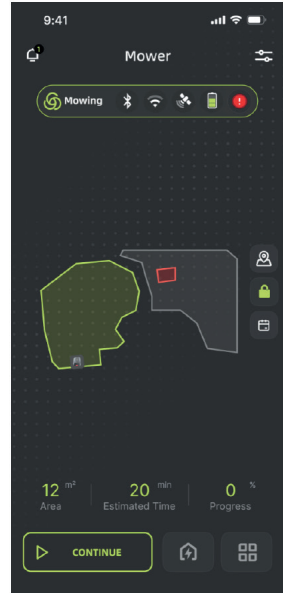 9:41
1
Mower
Mowing
!
12 m²
Area
20 min
Estimated Time
0 %
Progress
CONTINUE